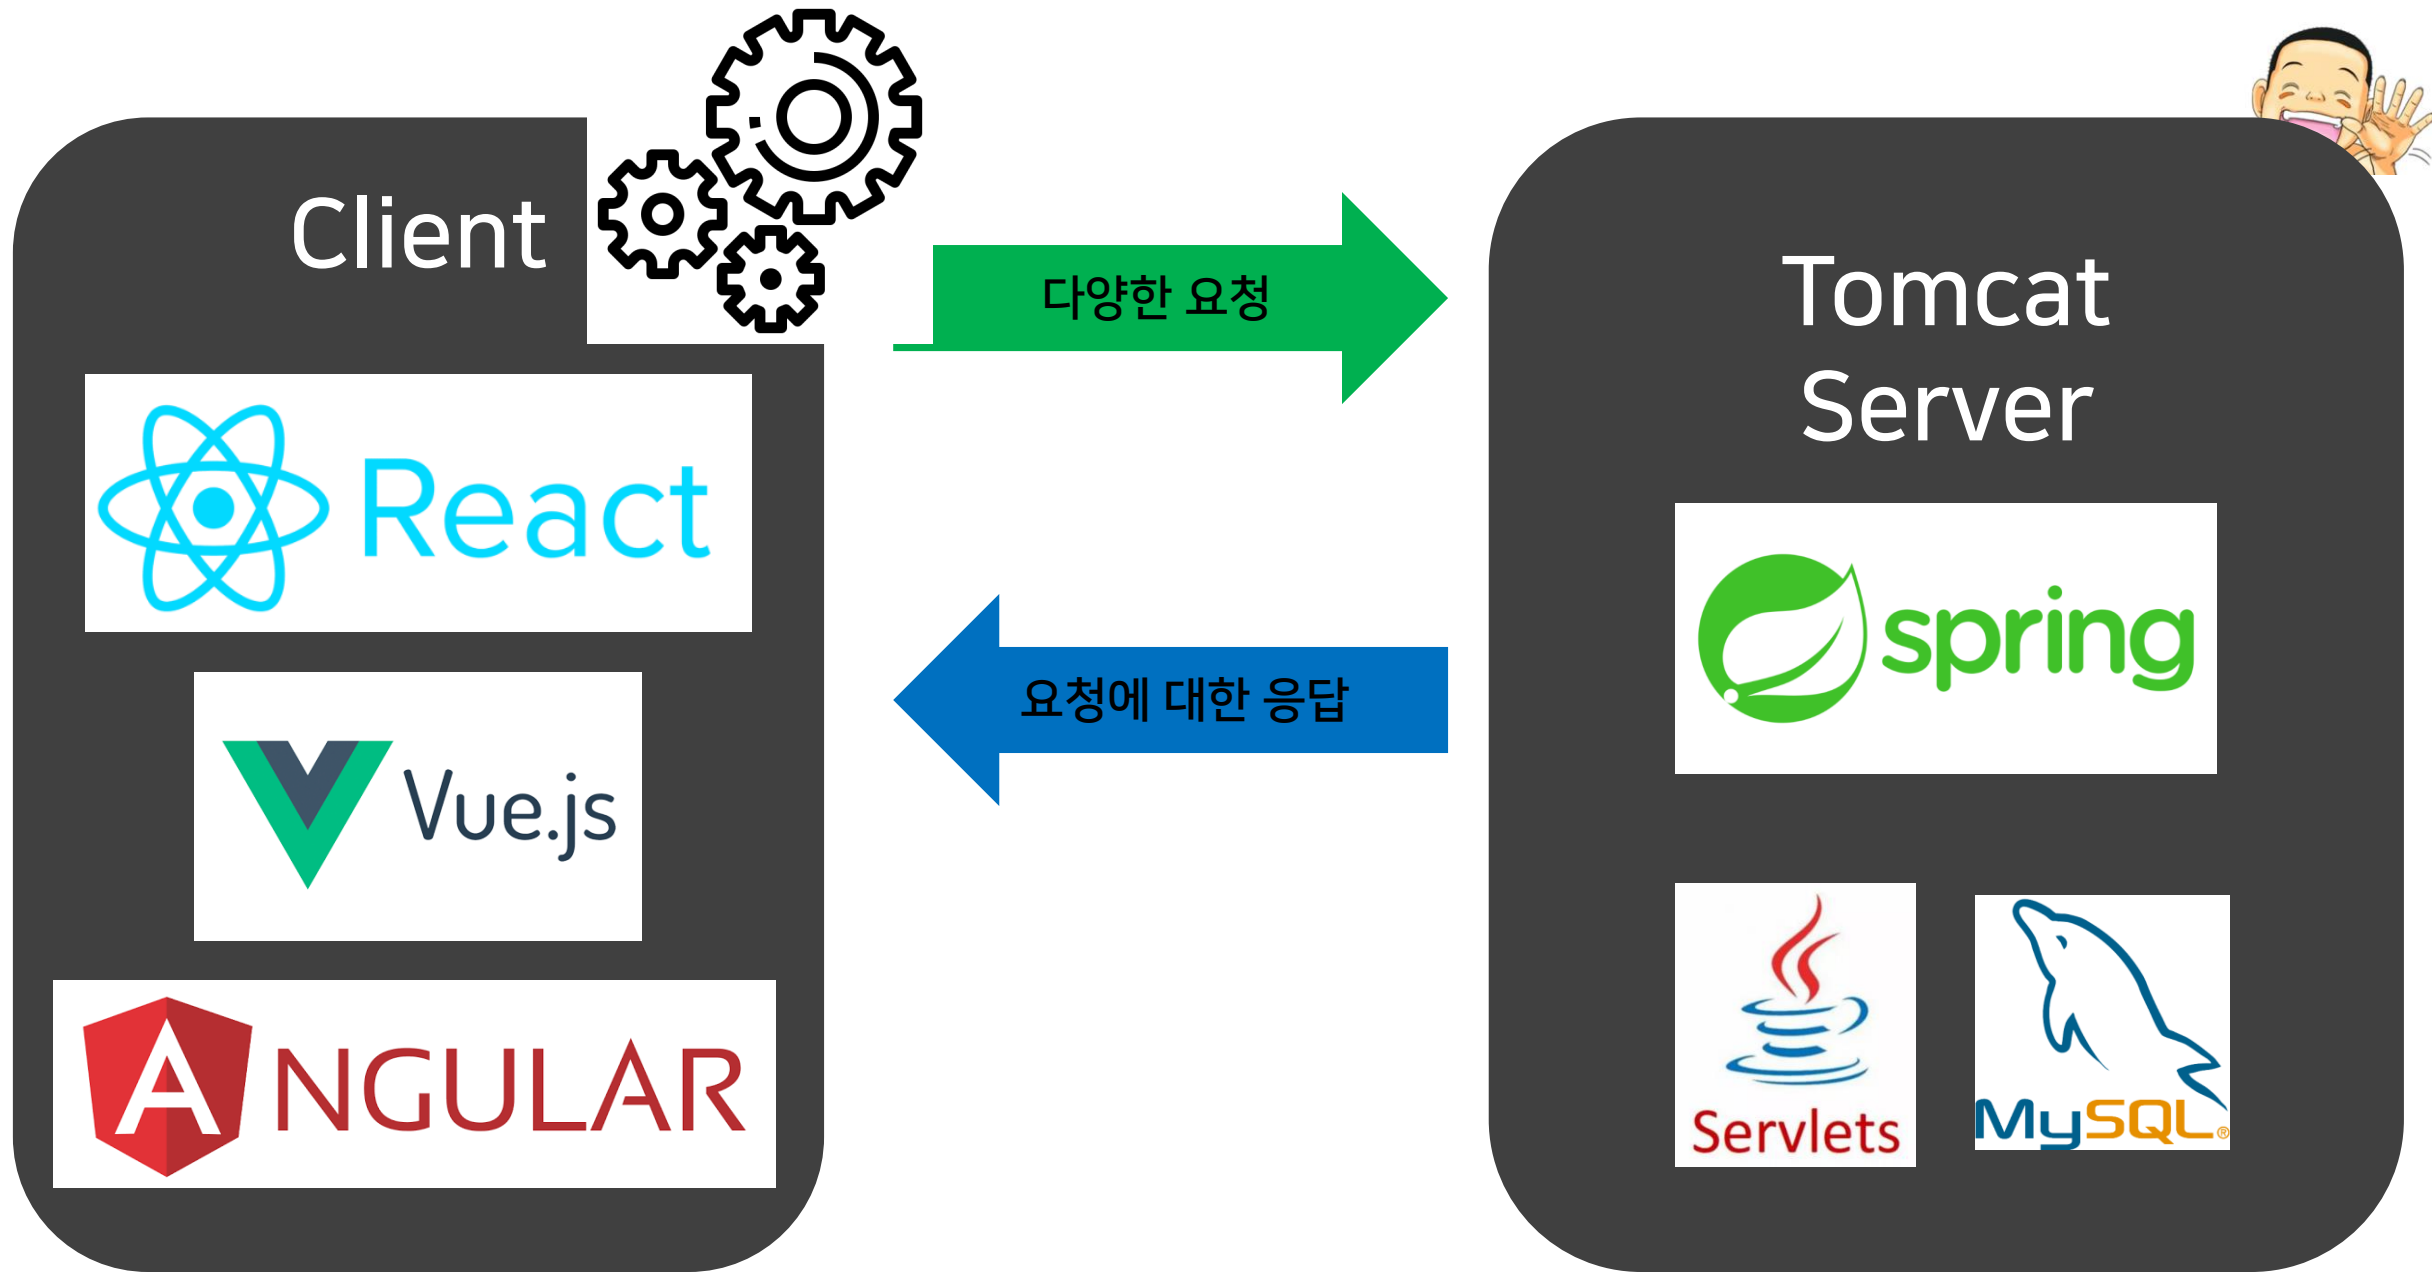 Client
React
Vue.js
ANGULAR
다양한 요청
요청에 대한 응답
Tomcat
Server
spring
Servlets
MySQL®